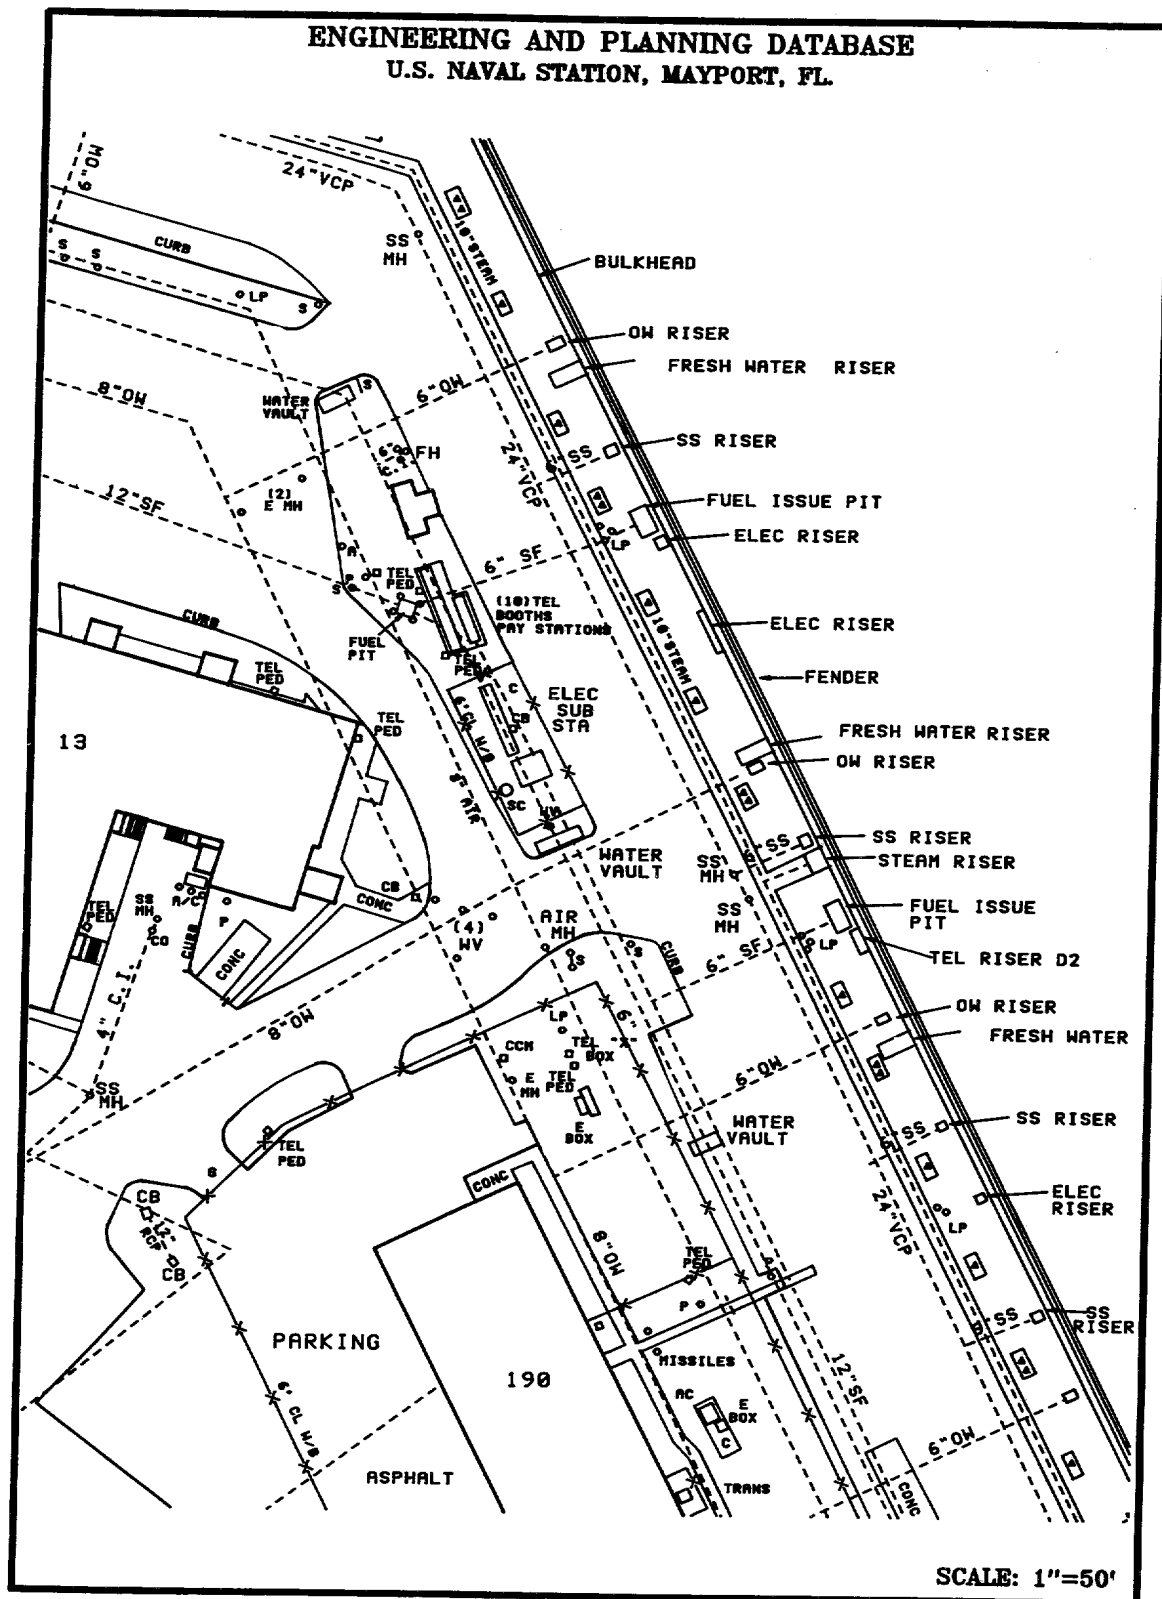 ENGINEERING AND PLANNING DATABASE
U.S. NAVAL STATION, MAYPORT, FL.
6"OW
24"VCP
CURB
S
S
SS
MH
10"STEAM
BULKHEAD
LP
S
OW RISER
FRESH WATER RISER
8"OW
WATER
VAULT
S
6"OW
SS RISER
SS
FH
24"VCP
12"SF
(2)
E MH
FUEL ISSUE PIT
ELEC RISER
LP
6" SF
A
P
S
TEL
PED
(10)TEL
BOOTHS
PAY STATIONS
CURB
FUEL
PIT
ELEC RISER
10"STEAM
TEL
PED
TEL
PED
C
ELEC
SUB
STA
FENDER
6'CL W/B
CB
TEL
PED
13
FRESH WATER RISER
OW RISER
8" AIR
SC
SS RISER
SS
STEAM RISER
WATER
VAULT
SS
MH
CB
CONC
A/C
SS
MH
CO
P
TEL
PED
CURB
CONC
(4)
WV
AIR
MH
SS
MH
FUEL ISSUE
PIT
LP
TEL RISER D2
6" SF
CURB
S
S
4" C.I.
8"OW
LP
6' "X"
OW RISER
FRESH WATER
CCM
TEL
BOX
TEL
PED
E
MH
E
BOX
6"OW
SS
MH
WATER
VAULT
SS RISER
SS
TEL
PED
G
CONC
ELEC
RISER
24"VCP
LP
CB
12"
RCP
CB
8"OW
TEL
PED
P
SS
SS
RISER
PARKING
MISSILES
12"SF
190
AC
E
BOX
C
6' CL W/B
6"OW
ASPHALT
TRANS
CONC
SCALE: 1"=50'